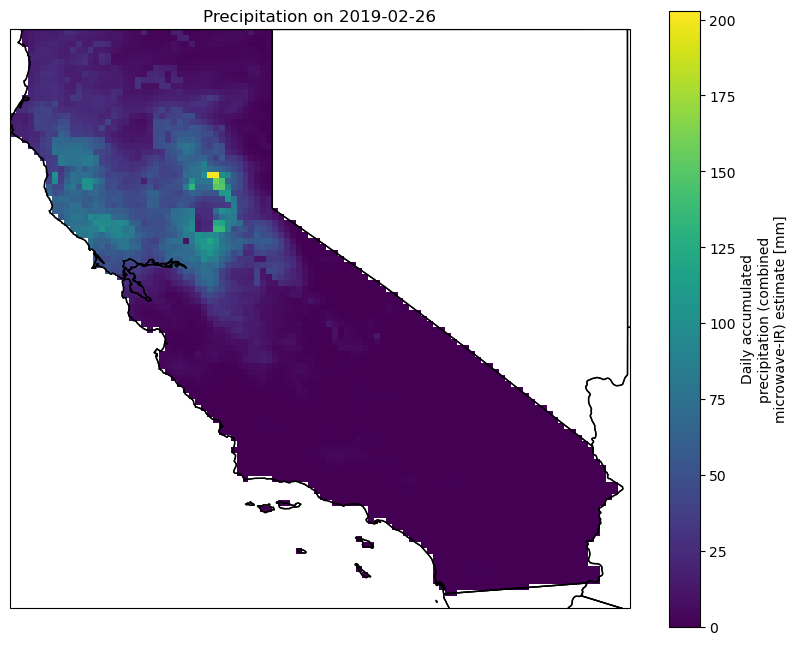 Precipitation on 2019-02-26
200
175
150
125
100
75
50
25
0
Daily accumulated
precipitation (combined
microwave-IR) estimate [mm]